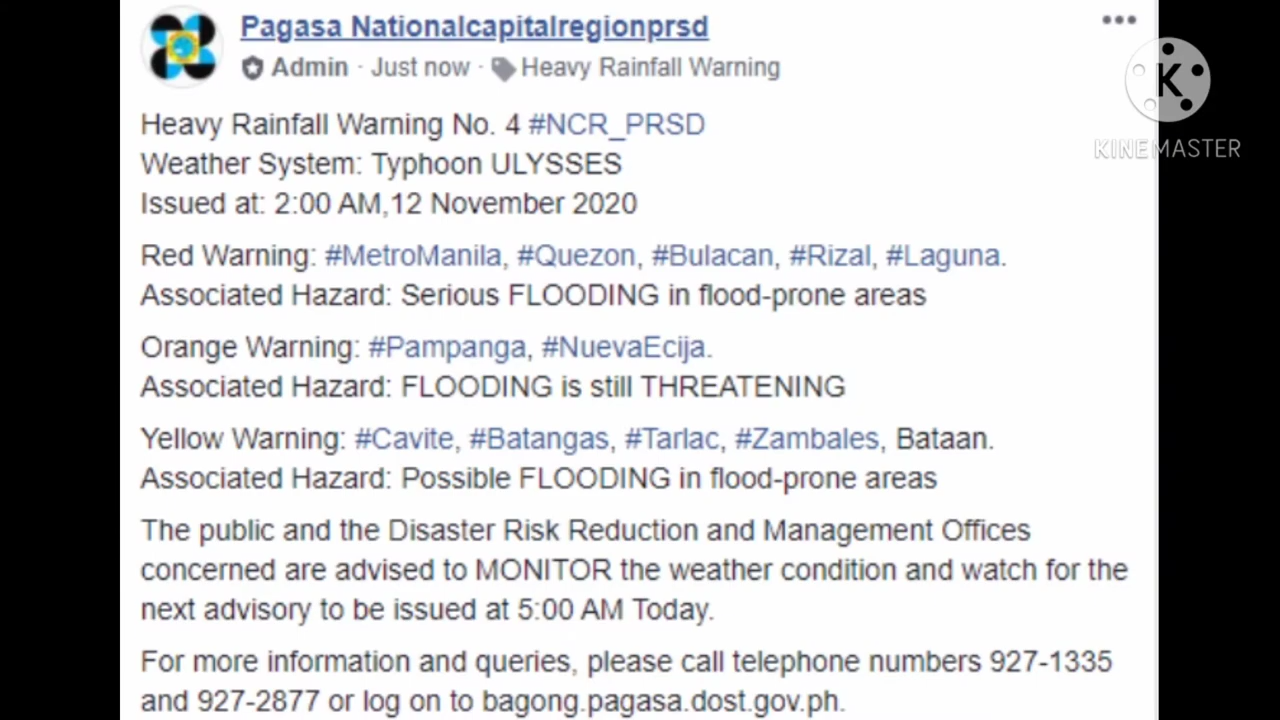 Pagasa Nationalcapitalregionprsd
Admin · Just now · Heavy Rainfall Warning
K
KINEMASTER
Heavy Rainfall Warning No. 4 #NCR_PRSD
Weather System: Typhoon ULYSSES
Issued at: 2:00 AM,12 November 2020
Red Warning: #MetroManila, #Quezon, #Bulacan, #Rizal, #Laguna.
Associated Hazard: Serious FLOODING in flood-prone areas
Orange Warning: #Pampanga, #NuevaEcija.
Associated Hazard: FLOODING is still THREATENING
Yellow Warning: #Cavite, #Batangas, #Tarlac, #Zambales, Bataan.
Associated Hazard: Possible FLOODING in flood-prone areas
The public and the Disaster Risk Reduction and Management Offices
concerned are advised to MONITOR the weather condition and watch for the
next advisory to be issued at 5:00 AM Today.
For more information and queries, please call telephone numbers 927-1335
and 927-2877 or log on to bagong.pagasa.dost.gov.ph.